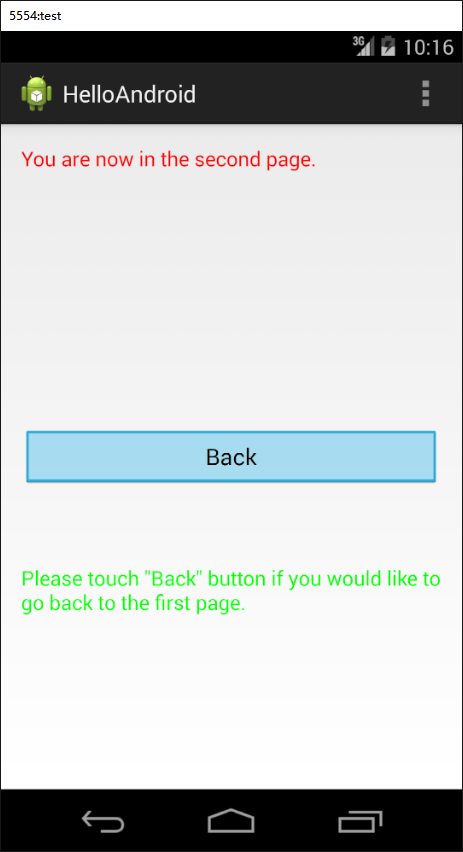 5554:test
3G 10:16
HelloAndroid
You are now in the second page.
Back
Please touch "Back" button if you would like to
go back to the first page.